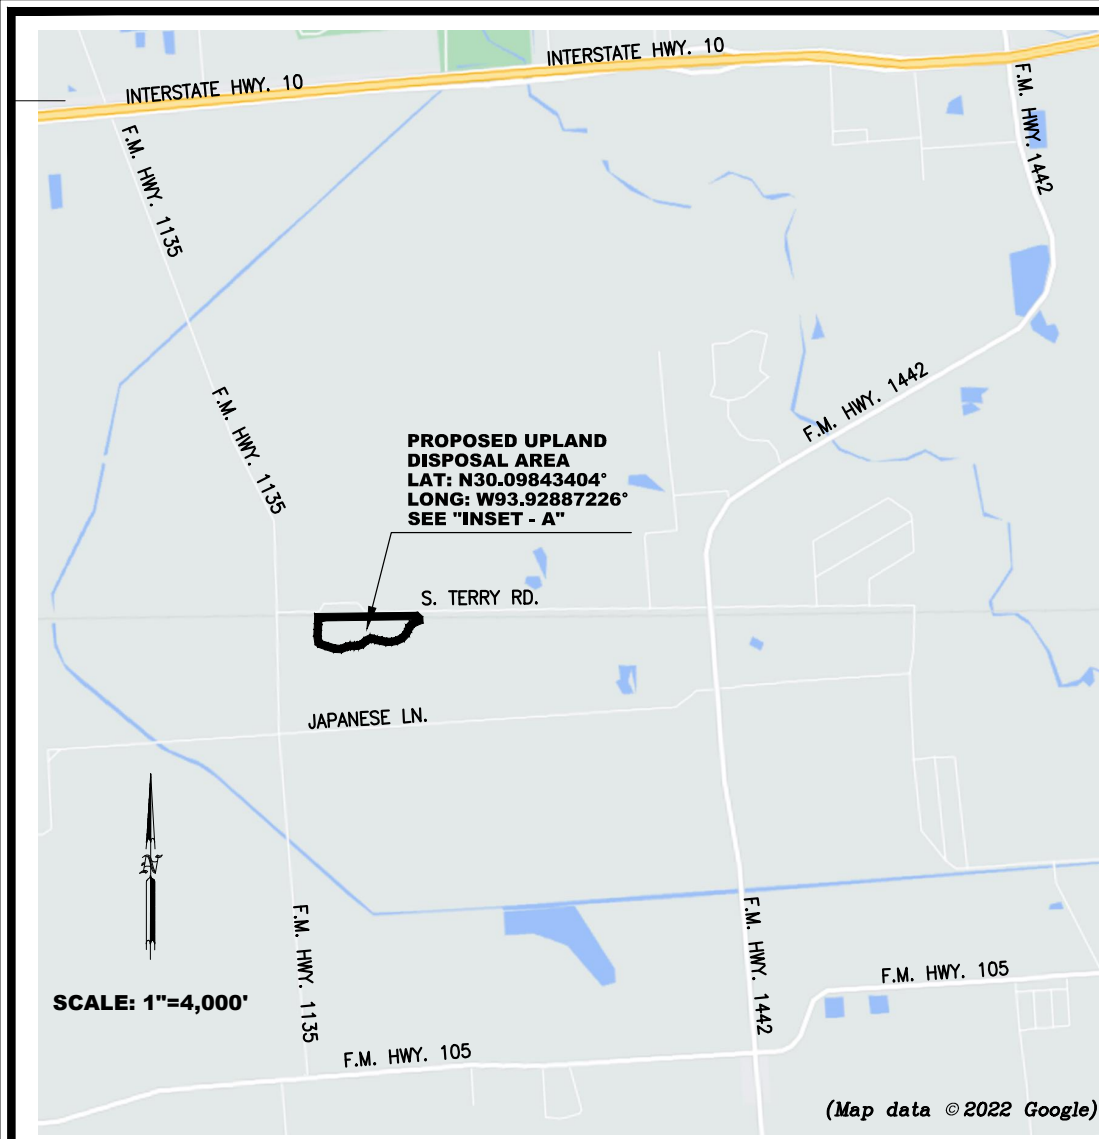 INTERSTATE HWY. 10
INTERSTATE HWY. 10
F.M. HWY. 1442
F.M. HWY. 1135
F.M. HWY. 1442
F.M. HWY. 1135
PROPOSED UPLAND
DISPOSAL AREA
LAT: N30.09843404°
LONG: W93.92887226°
SEE "INSET - A"
S. TERRY RD.
JAPANESE LN.
N
SCALE: 1"=4,000'
F.M. HWY. 1135
F.M. HWY. 1442
F.M. HWY. 105
F.M. HWY. 105
(Map data © 2022 Google)